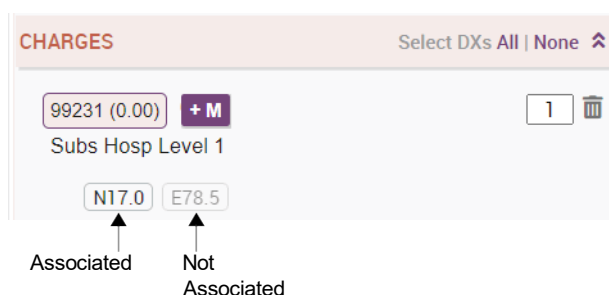 CHARGES Select DXs All | None
99231 (0.00) + M 1
Subs Hosp Level 1
N17.0 E78.5
Associated Not
Associated